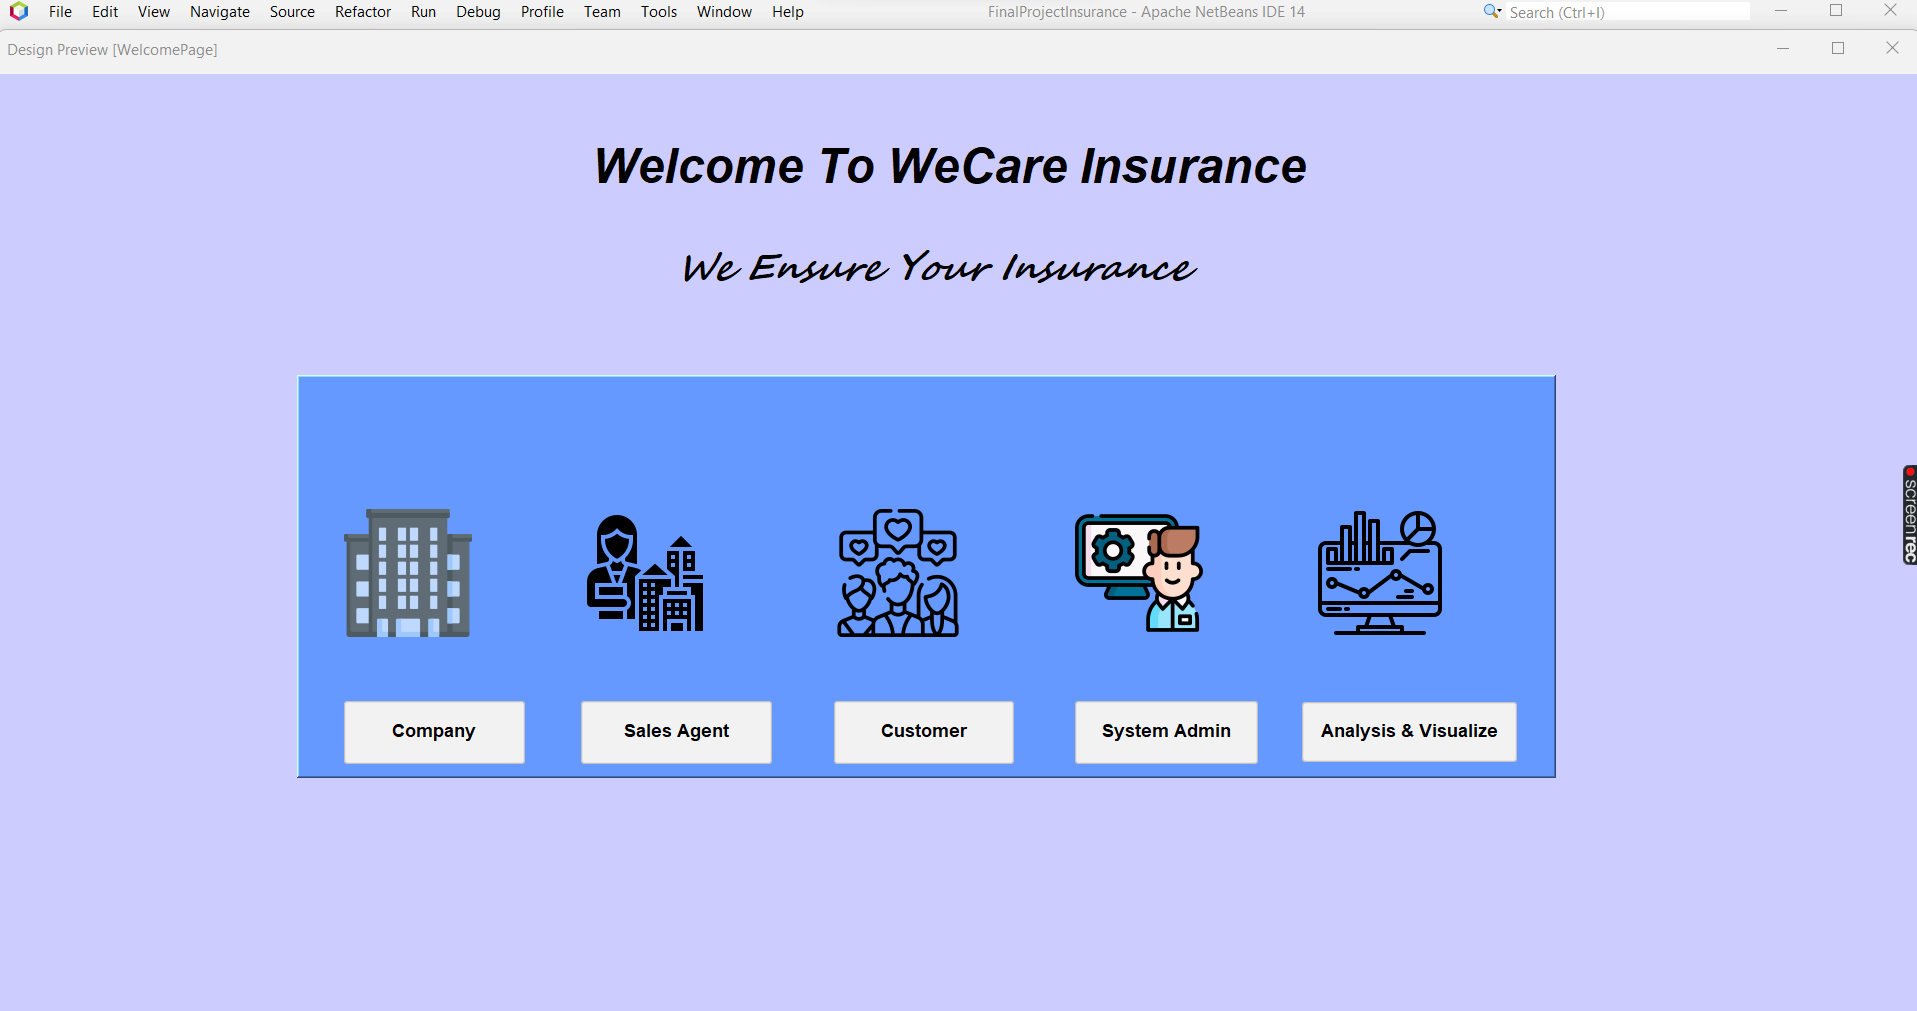 File Edit View Navigate Source Refactor Run Debug Profile Team Tools Window Help FinalProjectInsurance - Apache NetBeans IDE 14 Search (Ctrl+I)
Design Preview [WelcomePage]
Welcome To WeCare Insurance
We Ensure Your Insurance
Company Sales Agent Customer System Admin Analysis & Visualize
screenrec